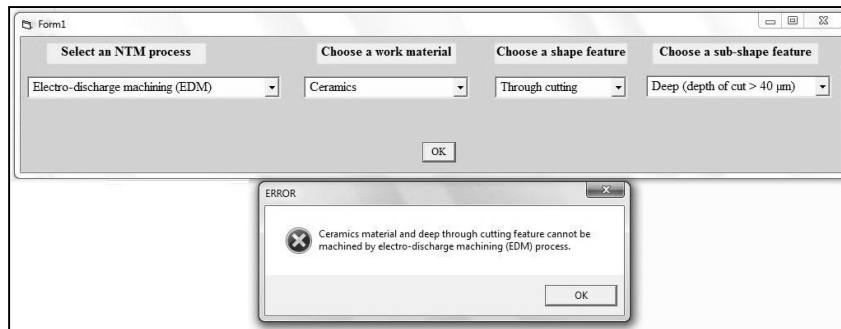 Form1
Select an NTM process
Choose a work material
Choose a shape feature
Choose a sub-shape feature
Electro-discharge machining (EDM)
Ceramics
Through cutting
Deep (depth of cut > 40 μm)
OK
ERROR
Ceramics material and deep through cutting feature cannot be
machined by electro-discharge machining (EDM) process.
OK